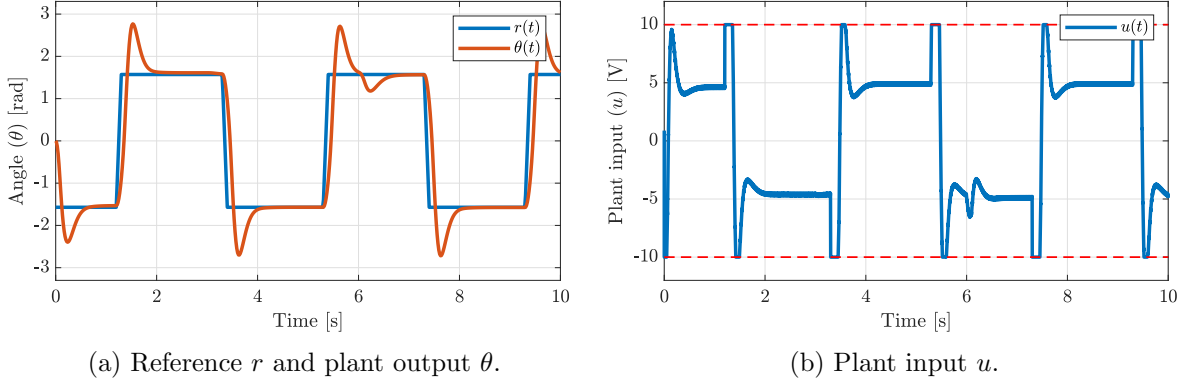 3
2
1
0
-1
-2
-3
Angle (θ) [rad]
r(t)
θ(t)
0 2 4 6 8 10
Time [s]
(a) Reference r and plant output θ.
10
5
0
-5
-10
Plant input (u) [V]
u(t)
0 2 4 6 8 10
Time [s]
(b) Plant input u.